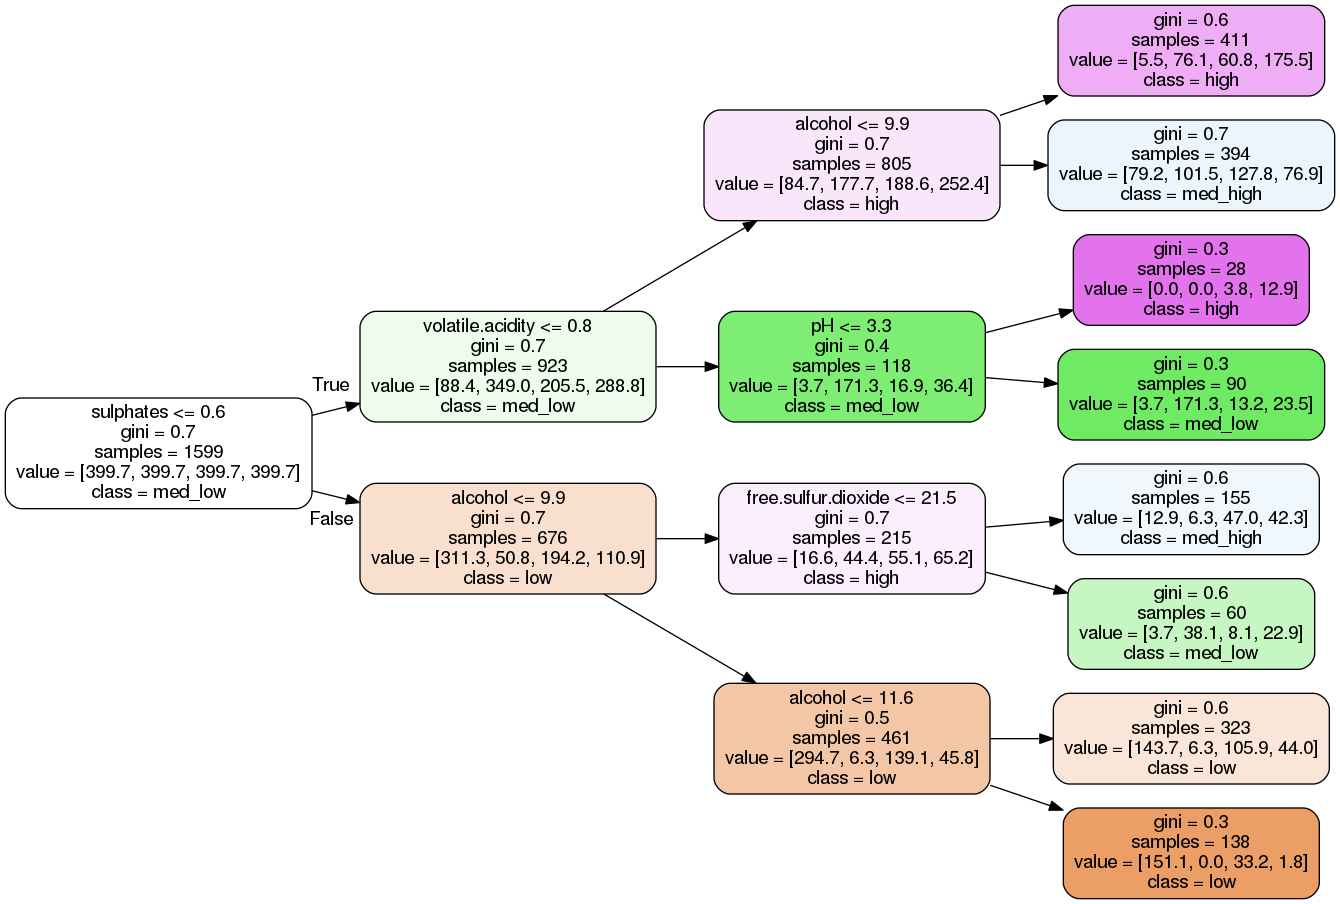 sulphates <= 0.6
gini = 0.7
samples = 1599
value = [399.7, 399.7, 399.7, 399.7]
class = med_low
True
False
volatile.acidity <= 0.8
gini = 0.7
samples = 923
value = [88.4, 349.0, 205.5, 288.8]
class = med_low
alcohol <= 9.9
gini = 0.7
samples = 676
value = [311.3, 50.8, 194.2, 110.9]
class = low
alcohol <= 9.9
gini = 0.7
samples = 805
value = [84.7, 177.7, 188.6, 252.4]
class = high
pH <= 3.3
gini = 0.4
samples = 118
value = [3.7, 171.3, 16.9, 36.4]
class = med_low
free.sulfur.dioxide <= 21.5
gini = 0.7
samples = 215
value = [16.6, 44.4, 55.1, 65.2]
class = high
alcohol <= 11.6
gini = 0.5
samples = 461
value = [294.7, 6.3, 139.1, 45.8]
class = low
gini = 0.6
samples = 411
value = [5.5, 76.1, 60.8, 175.5]
class = high
gini = 0.7
samples = 394
value = [79.2, 101.5, 127.8, 76.9]
class = med_high
gini = 0.3
samples = 28
value = [0.0, 0.0, 3.8, 12.9]
class = high
gini = 0.3
samples = 90
value = [3.7, 171.3, 13.2, 23.5]
class = med_low
gini = 0.6
samples = 155
value = [12.9, 6.3, 47.0, 42.3]
class = med_high
gini = 0.6
samples = 60
value = [3.7, 38.1, 8.1, 22.9]
class = med_low
gini = 0.6
samples = 323
value = [143.7, 6.3, 105.9, 44.0]
class = low
gini = 0.3
samples = 138
value = [151.1, 0.0, 33.2, 1.8]
class = low